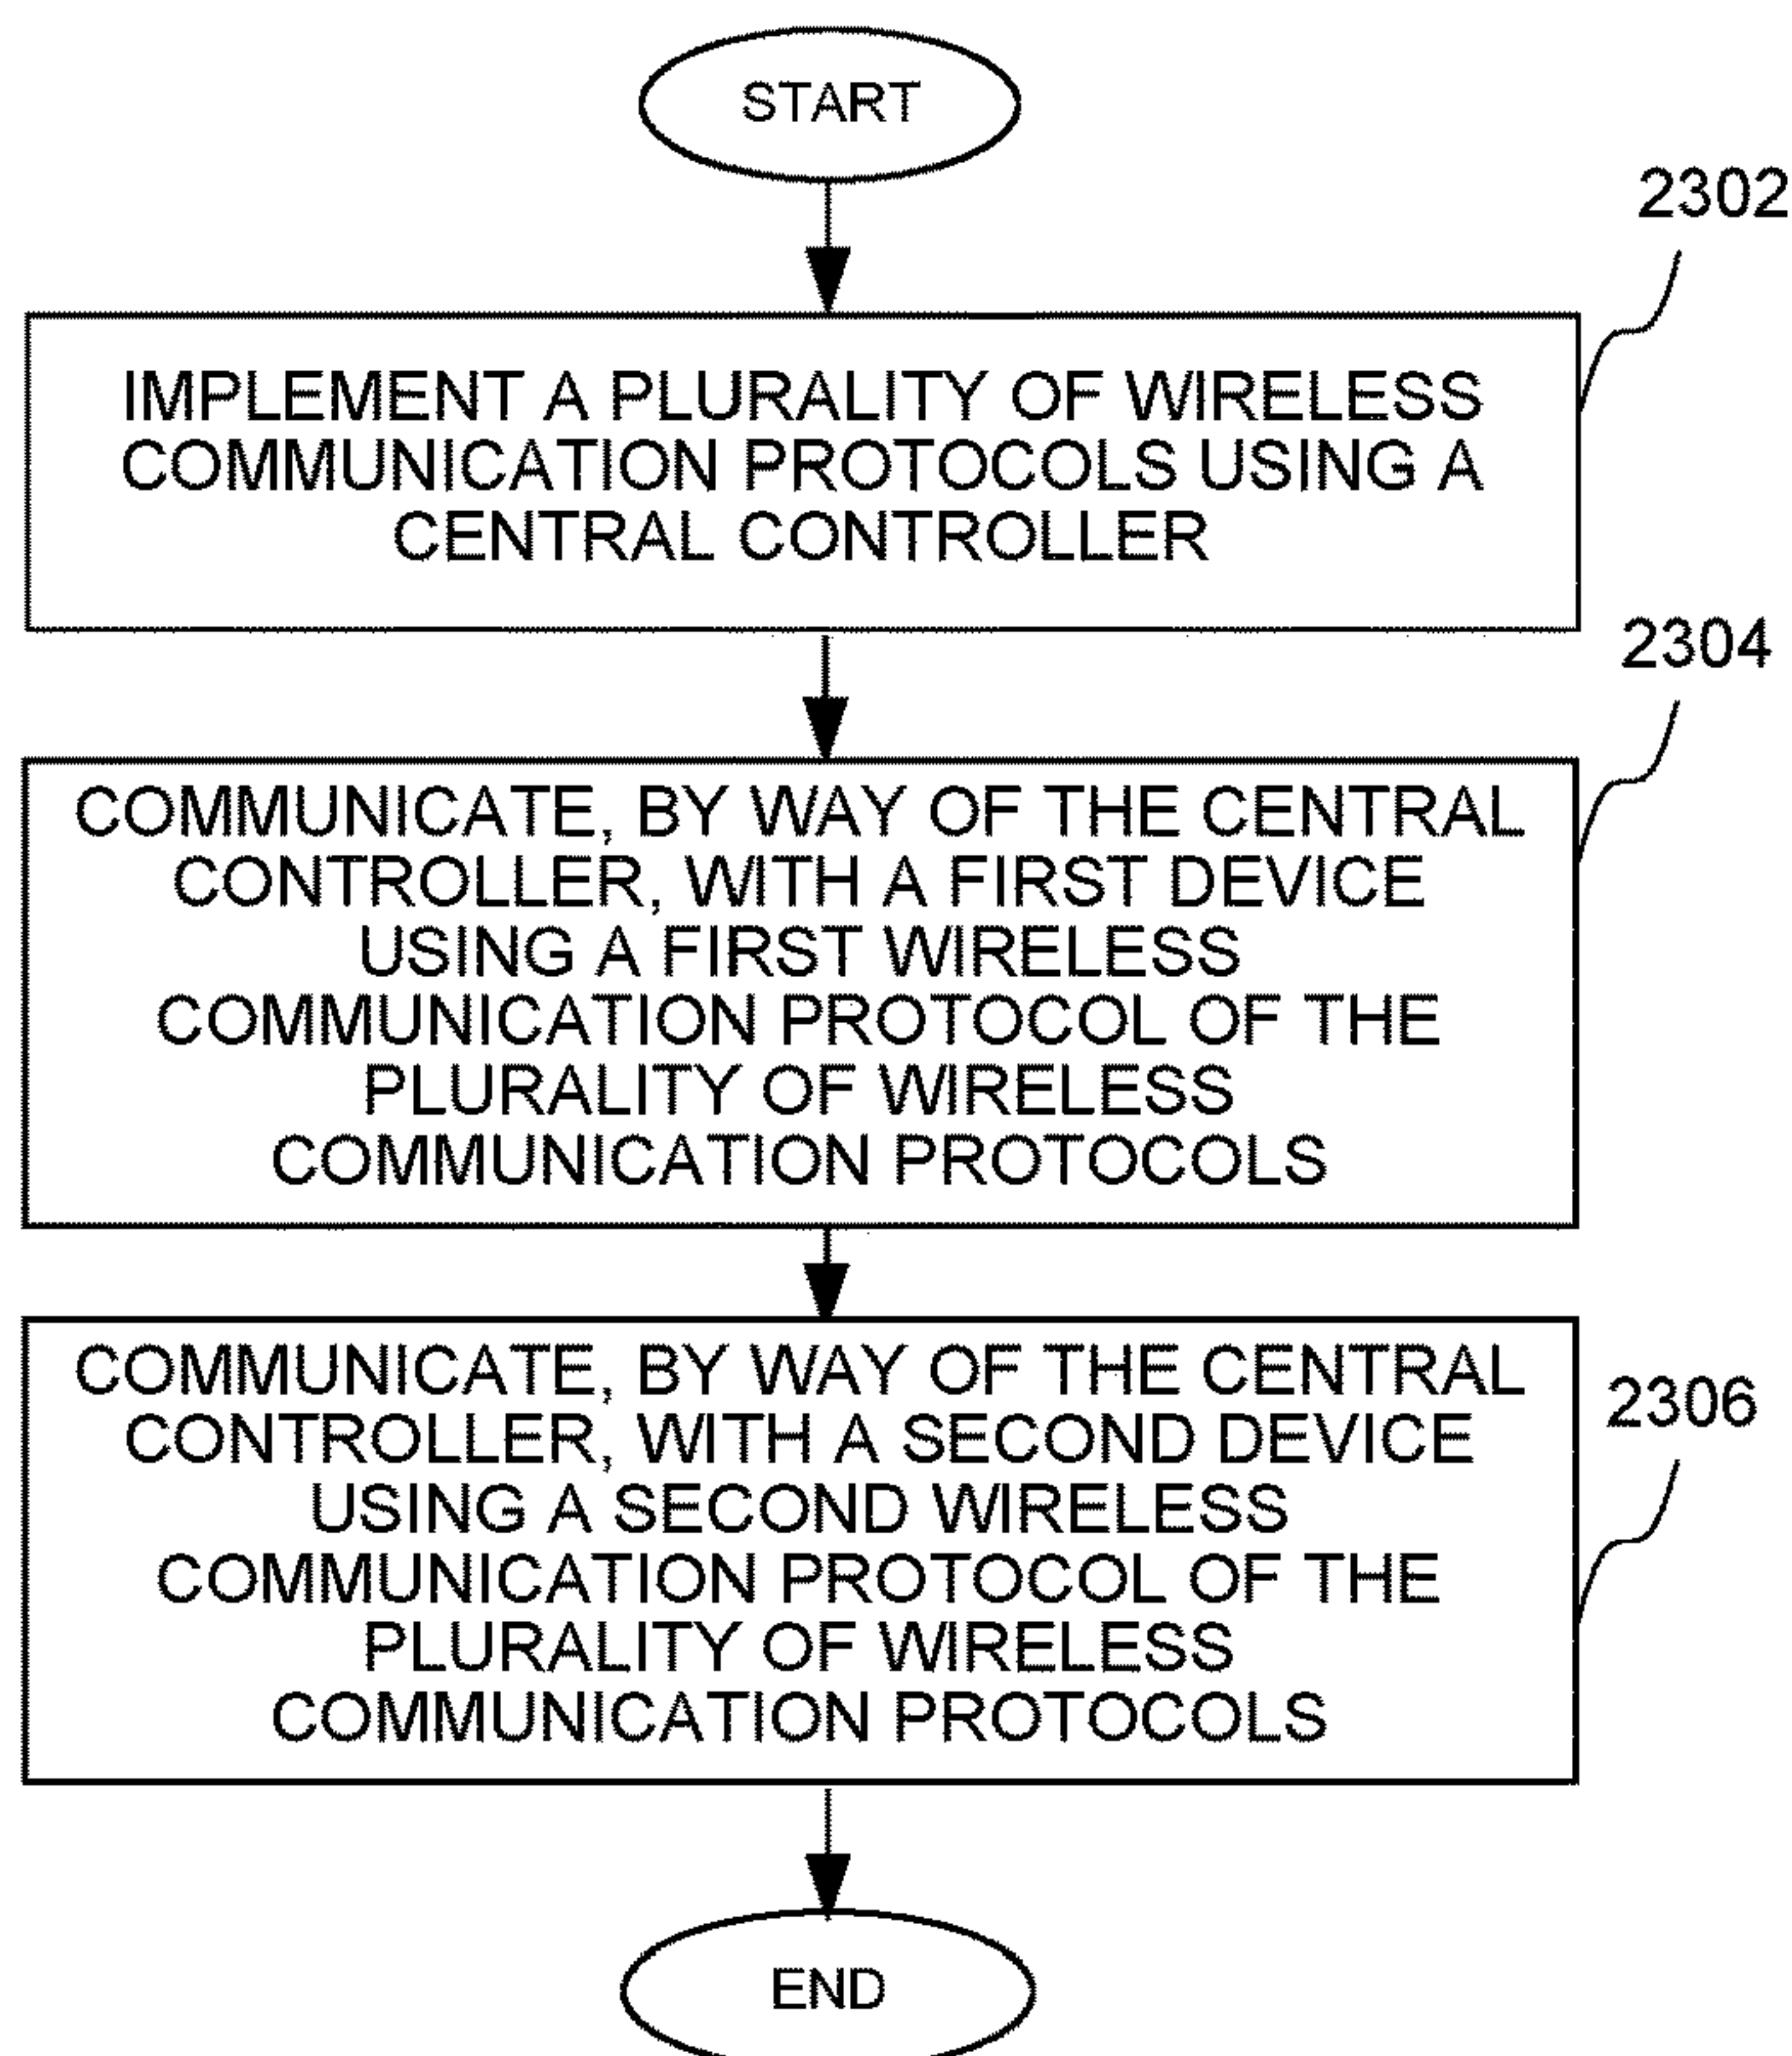 START
2302
IMPLEMENT A PLURALITY OF WIRELESS
COMMUNICATION PROTOCOLS USING A
CENTRAL CONTROLLER
2304
COMMUNICATE, BY WAY OF THE CENTRAL
CONTROLLER, WITH A FIRST DEVICE
USING A FIRST WIRELESS
COMMUNICATION PROTOCOL OF THE
PLURALITY OF WIRELESS
COMMUNICATION PROTOCOLS
COMMUNICATE, BY WAY OF THE CENTRAL
CONTROLLER, WITH A SECOND DEVICE
USING A SECOND WIRELESS
COMMUNICATION PROTOCOL OF THE
PLURALITY OF WIRELESS
COMMUNICATION PROTOCOLS
2306
END